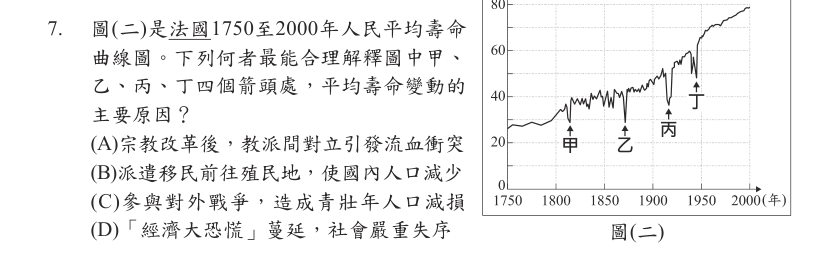 7. 圖(二)是法國1750至2000年人民平均壽命
曲線圖。下列何者最能合理解釋圖中甲、
乙、丙、丁四個箭頭處，平均壽命變動的
主要原因？
(A)宗教改革後，教派間對立引發流血衝突
(B)派遣移民前往殖民地，使國內人口減少
(C)參與對外戰爭，造成青壯年人口減損
(D)「經濟大恐慌」蔓延，社會嚴重失序
80
60
40
20
0
甲
乙
丙
丁
1750 1800 1850 1900 1950 2000(年)
圖(二)